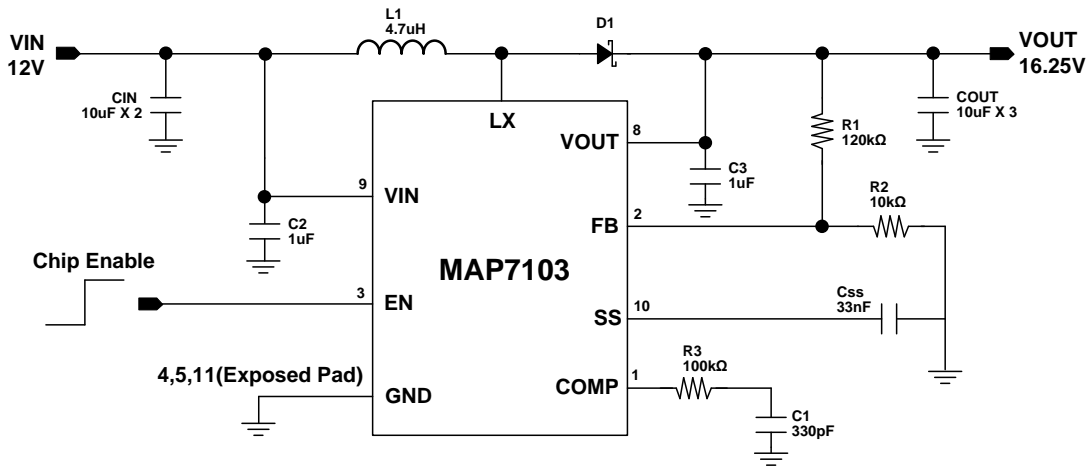 L1
4.7uH
D1
VIN
12V
VOUT
16.25V
CIN
10uF X 2
COUT
10uF X 3
LX
R1
120kΩ
VOUT
8
C3
1uF
9
VIN
R2
10kΩ
C2
1uF
FB
2
Chip Enable
MAP7103
3
EN
Css
33nF
SS
10
4,5,11(Exposed Pad)
GND
R3
100kΩ
COMP
1
C1
330pF